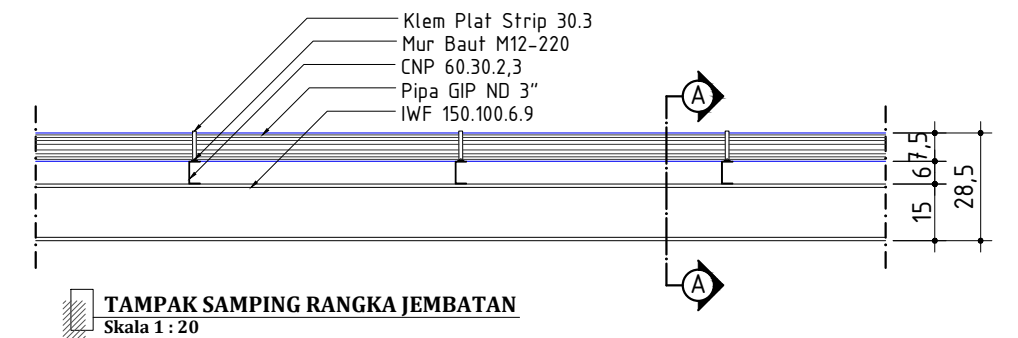 Klem Plat Strip 30.3
Mur Baut M12-220
CNP 60.30.2,3
Pipa GIP ND 3"
IWF 150.100.6.9
A
7,5
6
15
28,5
A
TAMPAK SAMPING RANGKA JEMBATAN
Skala 1 : 20